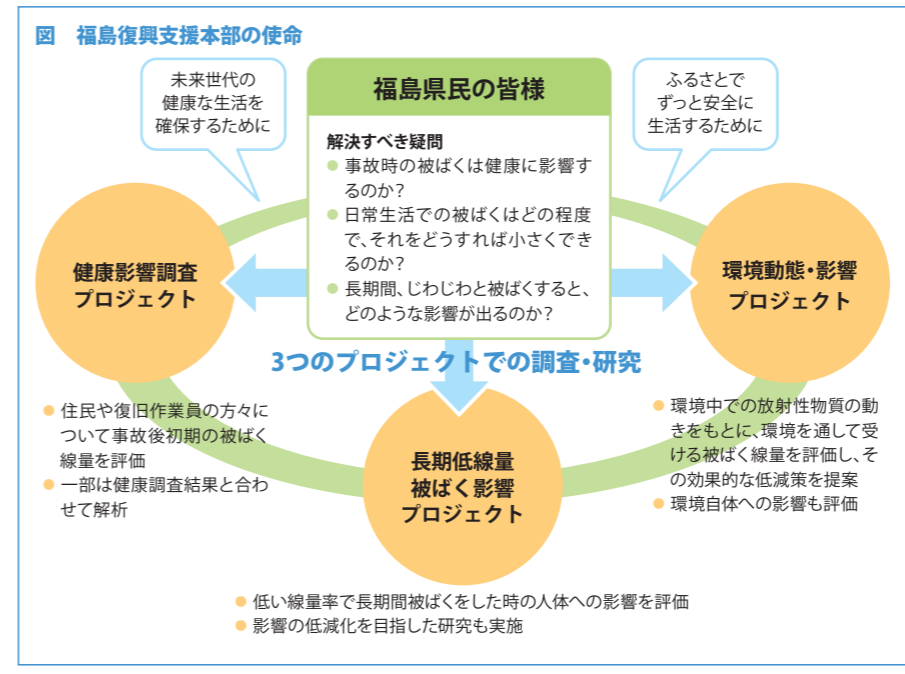 図　福島復興支援本部の使命
未来世代の
健康な生活を
確保するために
福島県民の皆様
ふるさとで
ずっと安全に
生活するために
解決すべき疑問
● 事故時の被ばくは健康に影響す
るのか?
● 日常生活での被ばくはどの程度
で、それをどうすれば小さくでき
るのか?
● 長期間、じわじわと被ばくすると、
どのような影響が出るのか?
健康影響調査
プロジェクト
環境動態・影響
プロジェクト
3つのプロジェクトでの調査・研究
● 住民や復旧作業員の方々に
ついて事故後初期の被ばく
線量を評価
● 一部は健康調査結果と合わ
せて解析
長期低線量
被ばく影響
プロジェクト
● 環境中での放射性物質の動
きをもとに、環境を通して受
ける被ばく線量を評価し、そ
の効果的な低減策を提案
● 環境自体への影響も評価
● 低い線量率で長期間被ばくをした時の人体への影響を評価
● 影響の低減化を目指した研究も実施